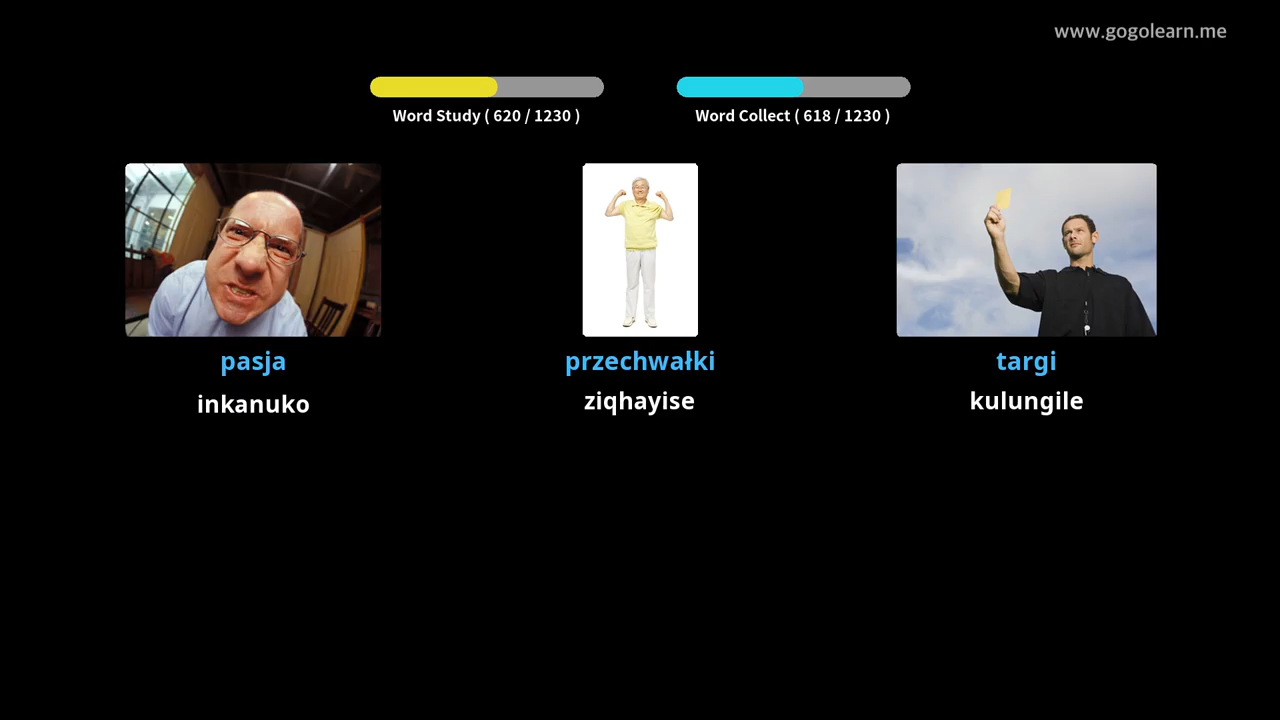 www.gogolearn.me
Word Study ( 620 / 1230 )
Word Collect ( 618 / 1230 )
pasja
przechwałki
targi
inkanuko
ziqhayise
kulungile